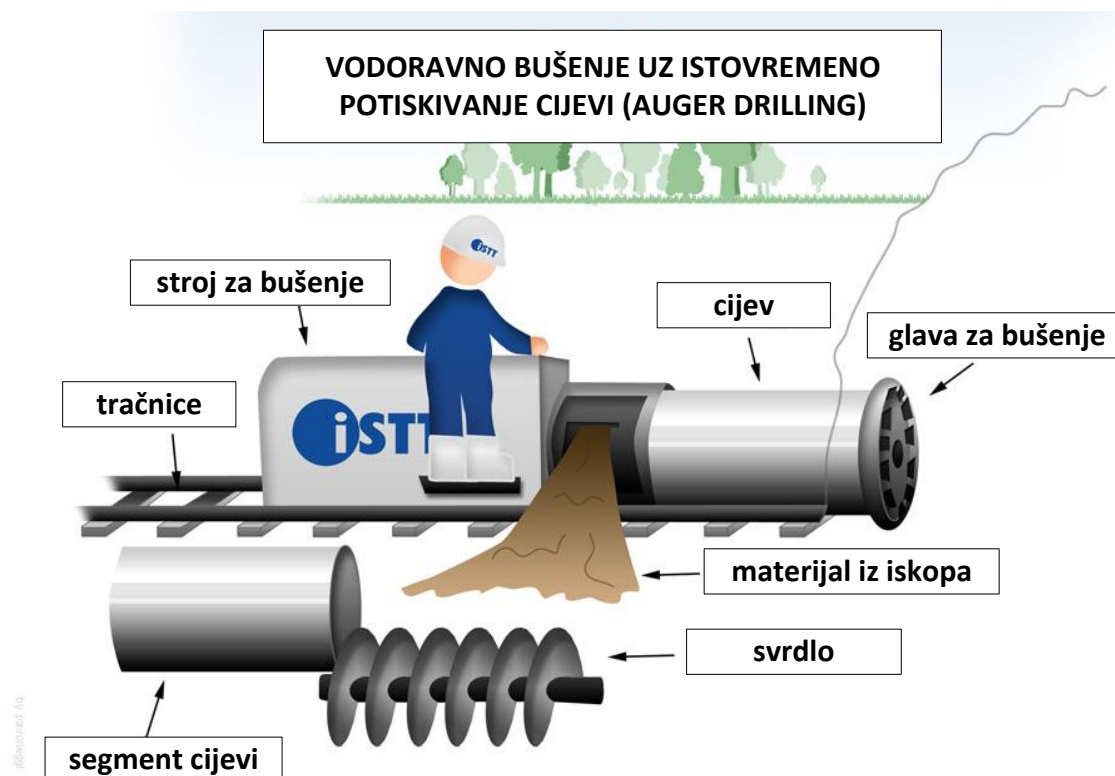 VODORAVNO BUŠENJE UZ ISTOVREMENO
POTISKIVANJE CIJEVI (AUGER DRILLING)
iSTT
stroj za bušenje
cijev
glava za bušenje
tračnice
iSTT
materijal iz iskopa
svrdlo
segment cijevi